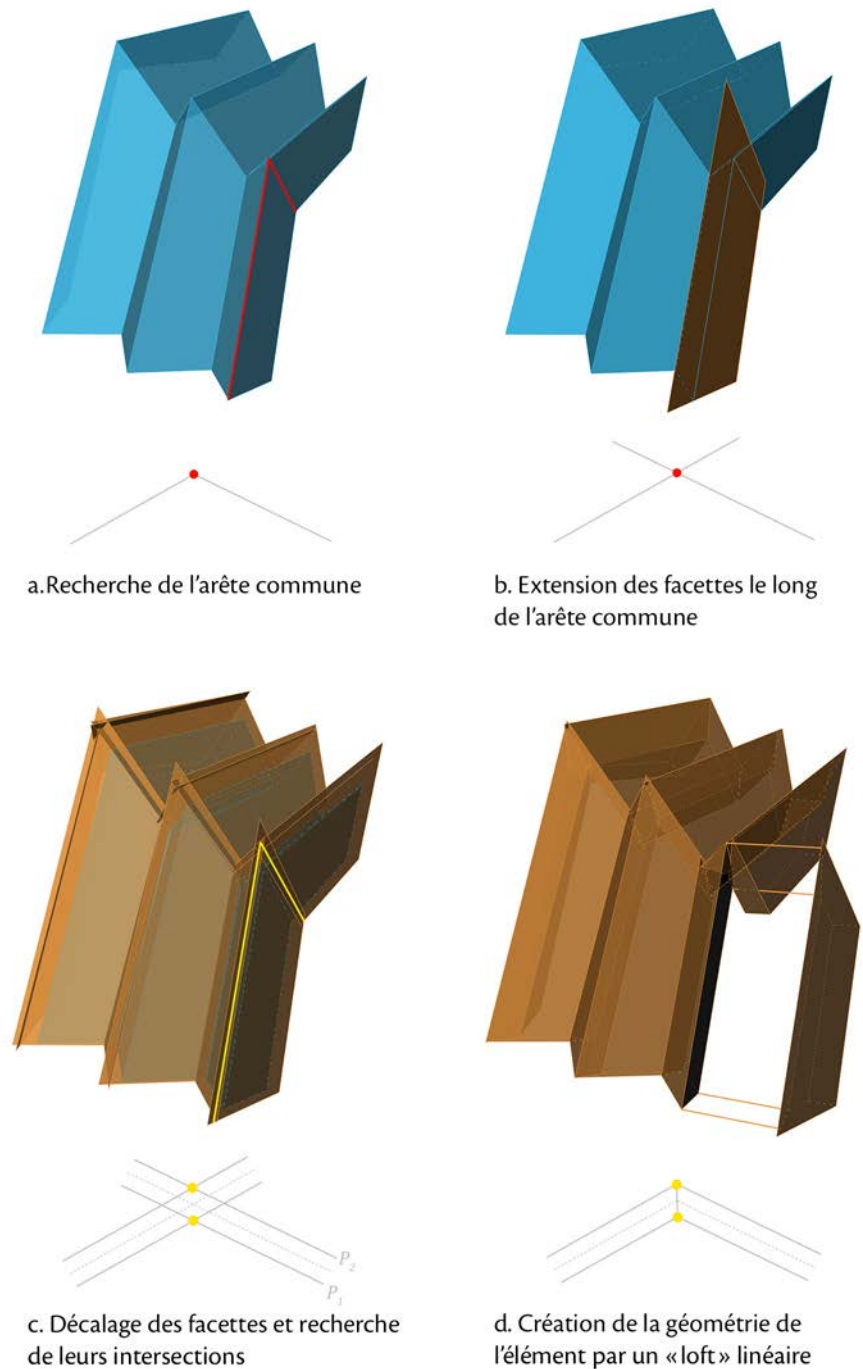 a.Recherche de l'arête commune
b. Extension des facettes le long
de l'arête commune
P2
P1
c. Décalage des facettes et recherche
de leurs intersections
d. Création de la géométrie de
l'élément par un «loft» linéaire